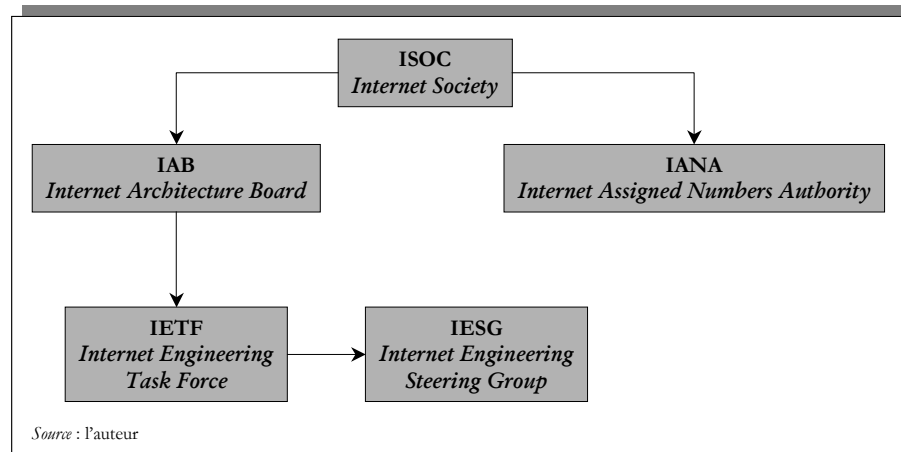 ISOC
Internet Society
IAB
Internet Architecture Board
IANA
Internet Assigned Numbers Authority
IETF
Internet Engineering
Task Force
IESG
Internet Engineering
Steering Group
Source : l'auteur